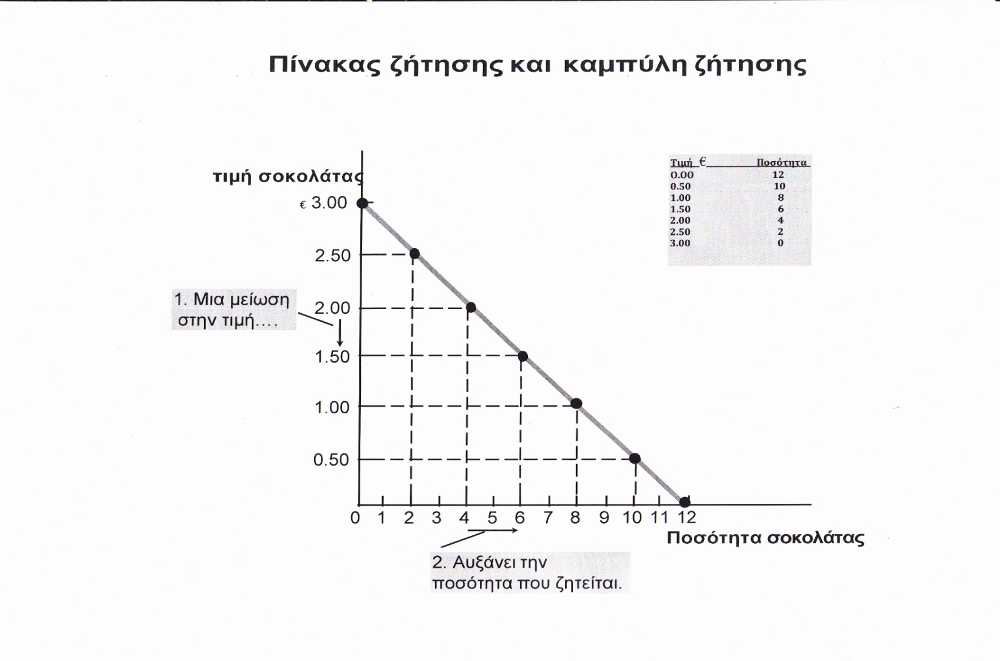 Πίνακας ζήτησης και καμπύλη ζήτησης
τιμή σοκολάτας
€ 3.00
2.50
2.00
1.50
1.00
0.50
1. Μια μείωση
στην τιμή....
Τιμή € Ποσότητα
0.00 12
0.50 10
1.00 8
1.50 6
2.00 4
2.50 2
3.00 0
0 1 2 3 4 5 6 7 8 9 10 11 12
Ποσότητα σοκολάτας
2. Αυξάνει την
ποσότητα που ζητείται.